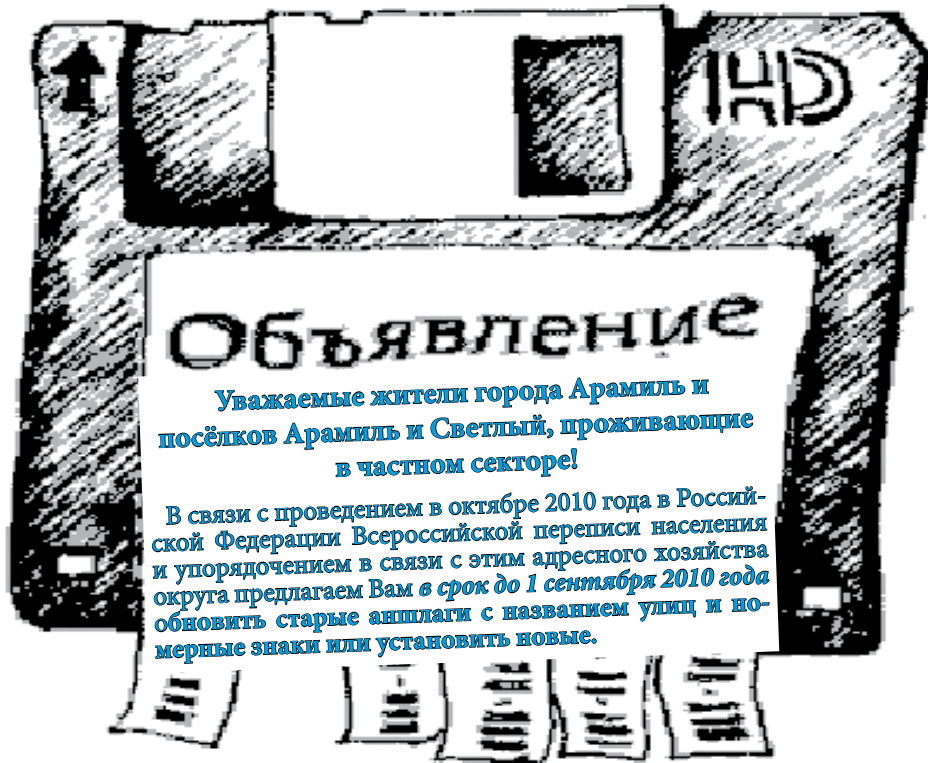 HD
Объявление
Уважаемые жители города Арамиль и
посёлков Арамиль и Светлый, проживающие
в частном секторе!
В связи с проведением в октябре 2010 года в Россий-
ской Федерации Всероссийской переписи населения
и упорядочением в связи с этим адресного хозяйства
округа предлагаем Вам в срок до 1 сентября 2010 года
обновить старые аншлаги с названием улиц и но-
мерные знаки или установить новые.